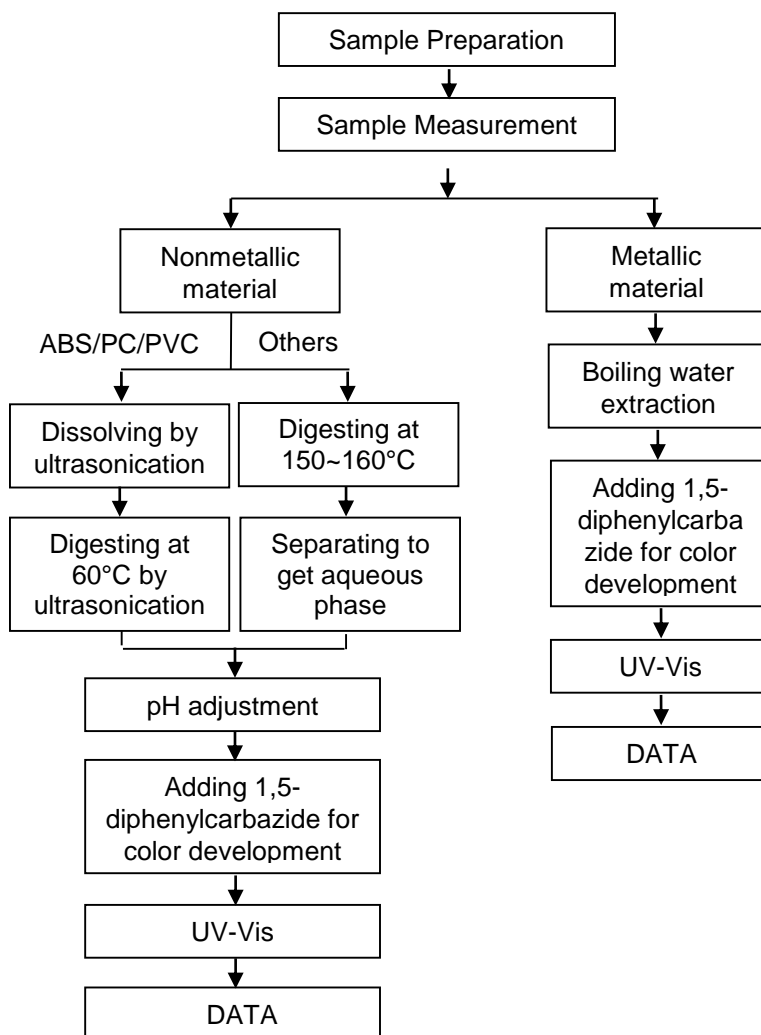 Sample Preparation
Sample Measurement
Nonmetallic
material
Metallic
material
ABS/PC/PVC
Others
Boiling water
extraction
Dissolving by
ultrasonication
Digesting at
150~160°C
Adding 1,5-
diphenylcarba
zide for color
development
Digesting at
60°C by
ultrasonication
Separating to
get aqueous
phase
UV-Vis
pH adjustment
DATA
Adding 1,5-
diphenylcarbazide for
color development
UV-Vis
DATA